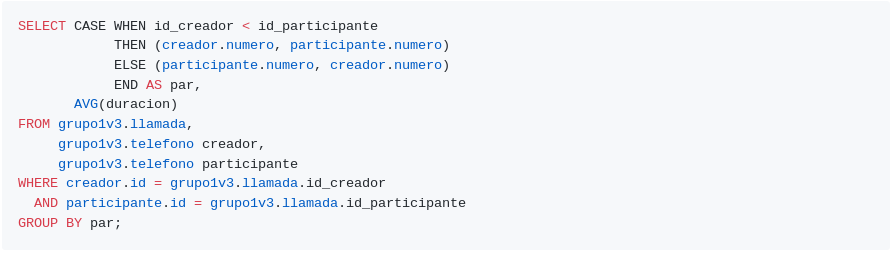 SELECT CASE WHEN id_creador < id_participante
            THEN (creador.numero, participante.numero)
            ELSE (participante.numero, creador.numero)
            END AS par,
       AVG(duracion)
FROM grupo1v3.llamada,
     grupo1v3.telefono creador,
     grupo1v3.telefono participante
WHERE creador.id = grupo1v3.llamada.id_creador
  AND participante.id = grupo1v3.llamada.id_participante
GROUP BY par;